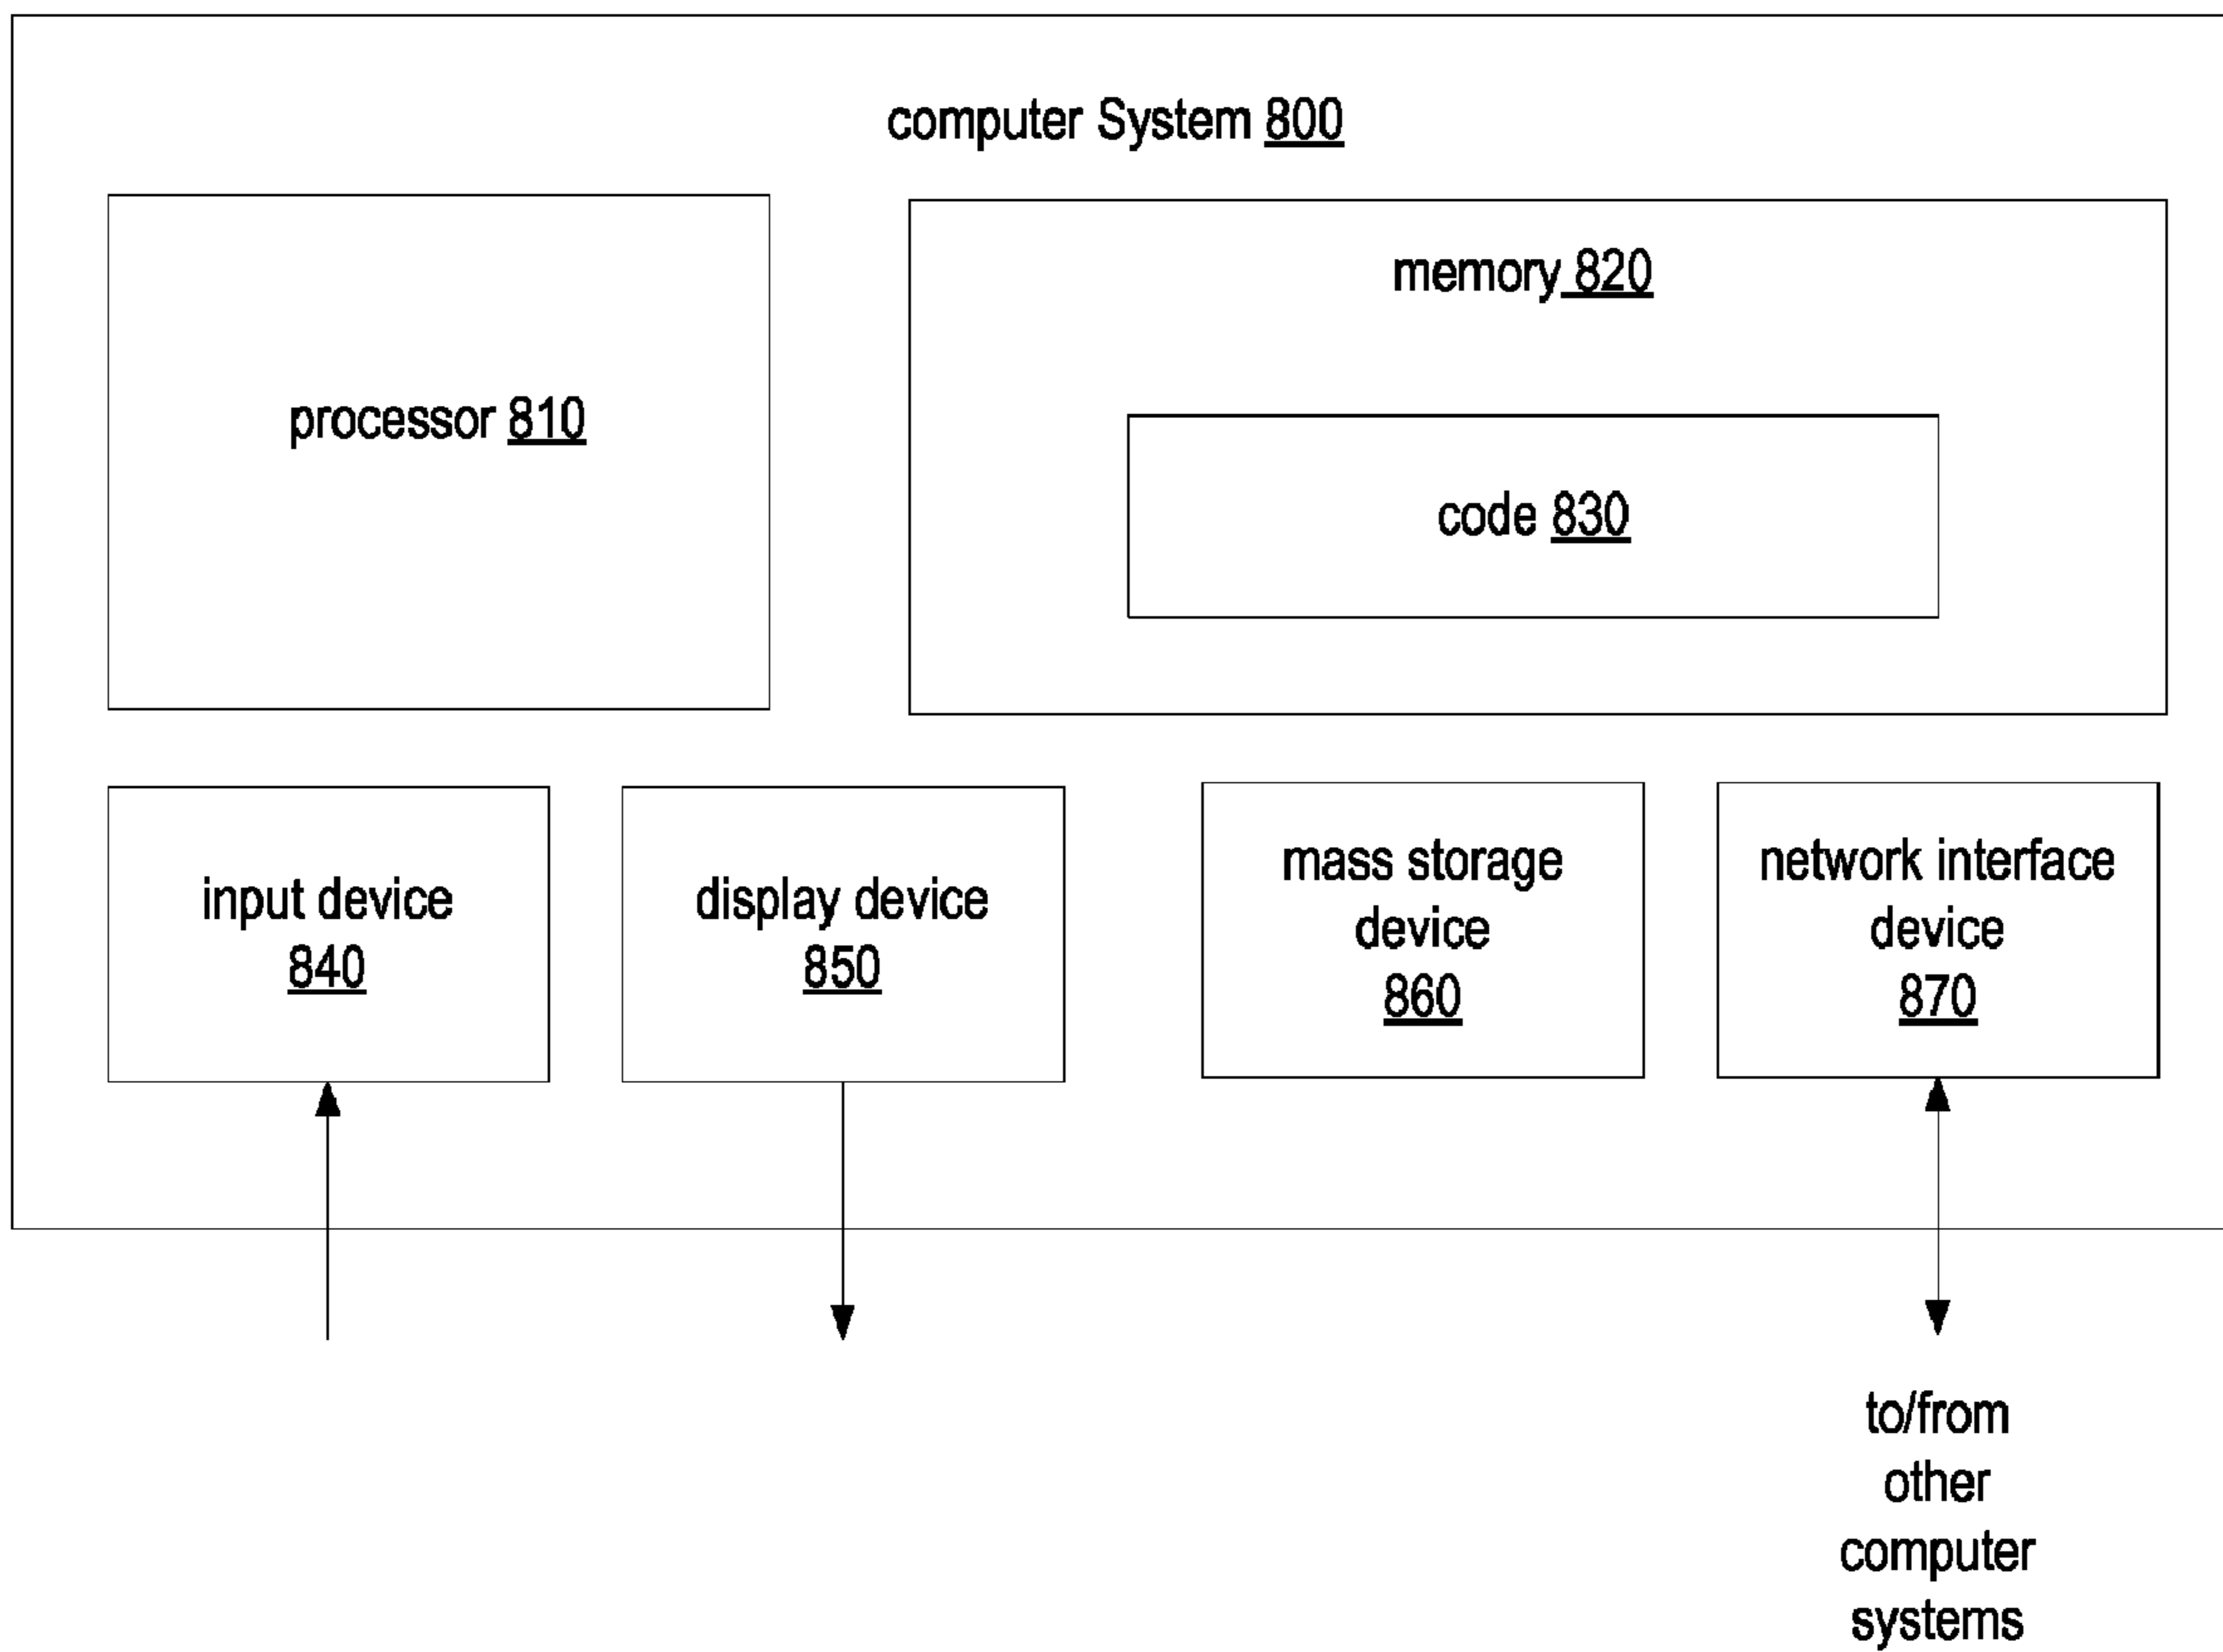 computer System 800
processor 810
memory 820
code 830
input device
840
display device
850
mass storage
device
860
network interface
device
870
to/from
other
computer
systems